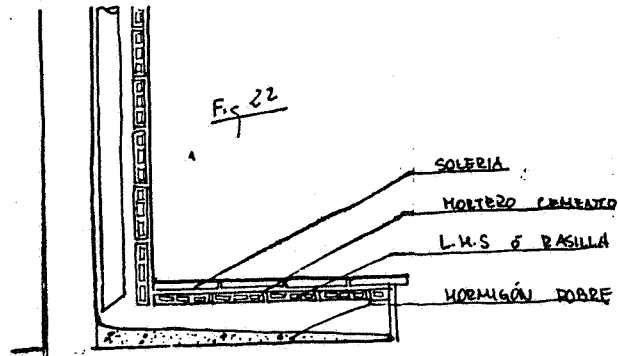 Fig 22
SOLERIA
MORTERO CEMENTO
L.H.S ó RASILLA
HORMIGÓN POBRE